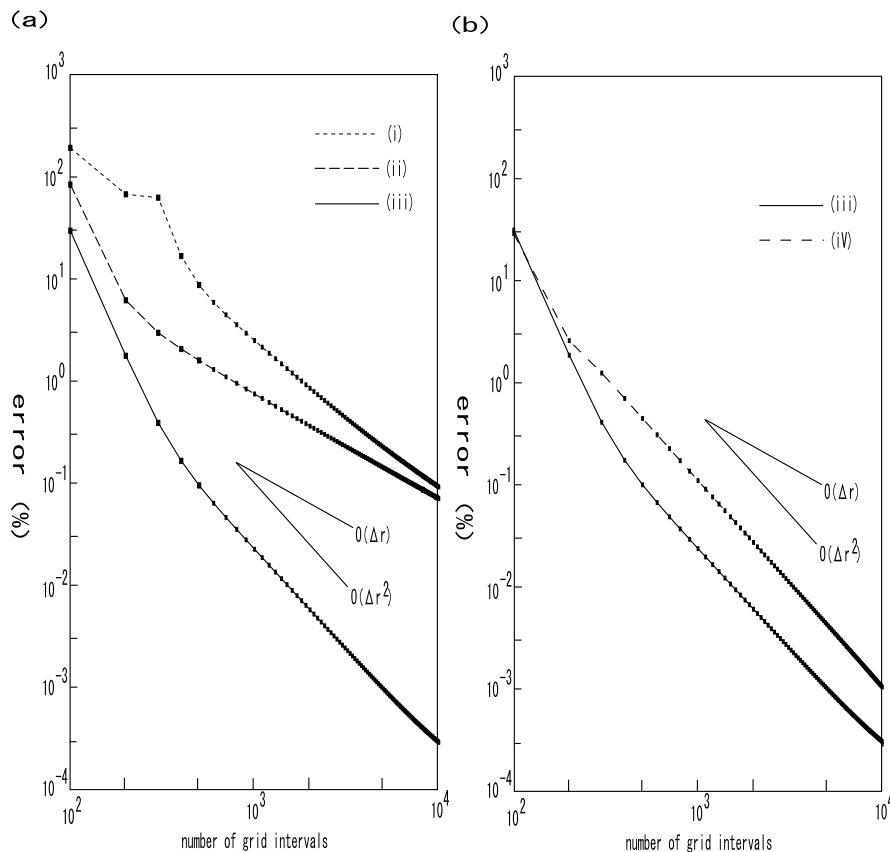 (a)
10³
10²
10¹
10⁰
10⁻¹
10⁻²
10⁻³
10⁻⁴
error (%)
(i)
(ii)
(iii)
O(Δr)
O(Δr²)
10²
10³
10⁴
number of grid intervals
(b)
10³
10²
10¹
10⁰
10⁻¹
10⁻²
10⁻³
10⁻⁴
error (%)
(iii)
(iV)
O(Δr)
O(Δr²)
10²
10³
10⁴
number of grid intervals